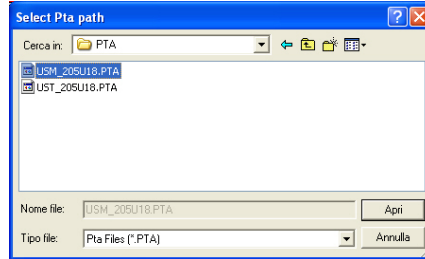 Select Pta path
Cerca in: PTA
USM_205U18.PTA
UST_205U18.PTA
Nome file: USM_205U18.PTA Apri
Tipo file: Pta Files (*.PTA) Annulla